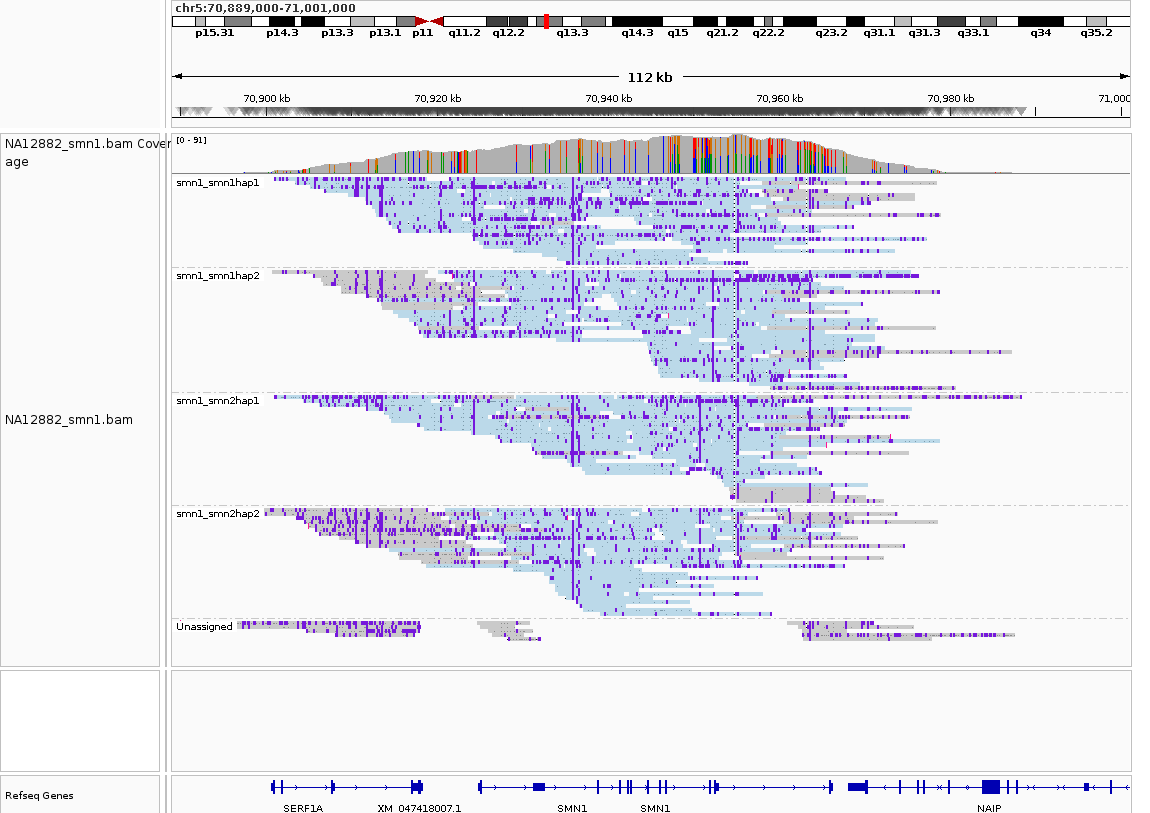 chr5:70,889,000-71,001,000
p15.31 p14.3 p13.3 p13.1 p11 q11.2 q12.2 q13.3 q14.3 q15 q21.2 q22.2 q23.2 q31.1 q31.3 q33.1 q34 q35.2
112 kb
70,900 kb 70,920 kb 70,940 kb 70,960 kb 70,980 kb 71,000
NA12882_smn1.bam Cover
age
[0 - 91]
smn1_smn1hap1
smn1_smn1hap2
smn1_smn2hap1
NA12882_smn1.bam
smn1_smn2hap2
Unassigned
Refseq Genes
SERF1A XM_047418007.1 SMN1 SMN1 NAIP